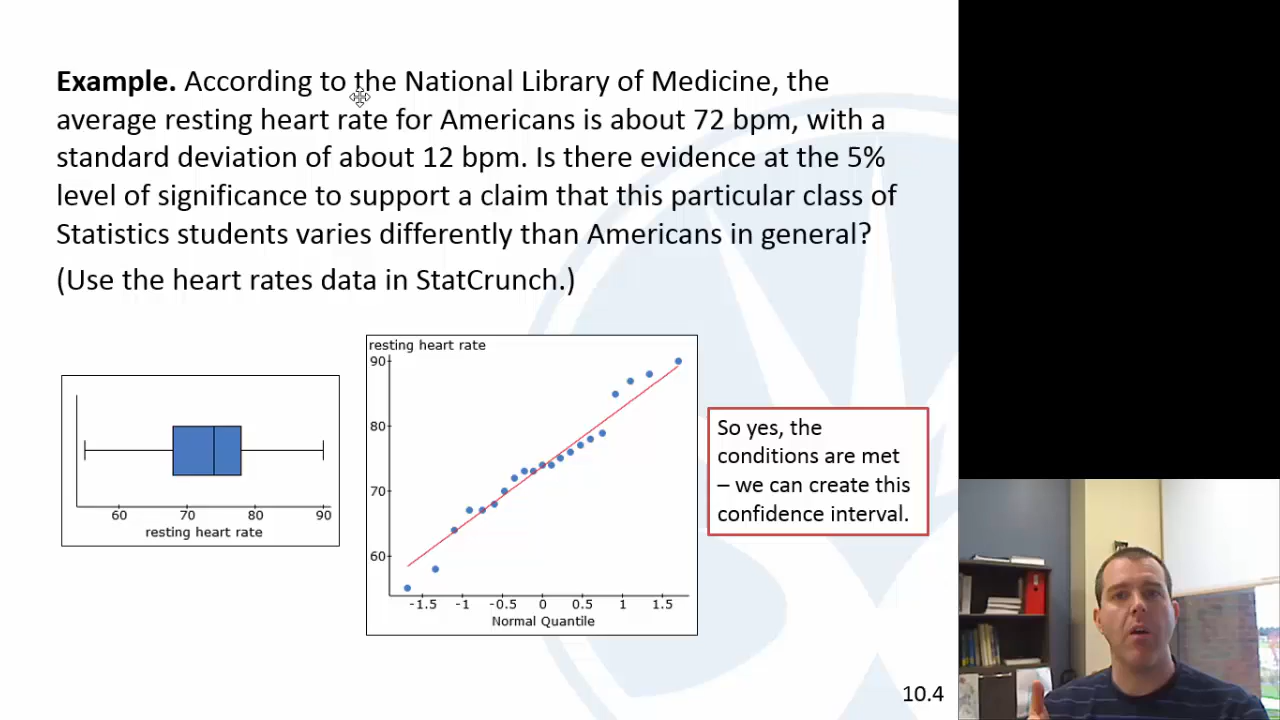 Example. According to the National Library of Medicine, the
average resting heart rate for Americans is about 72 bpm, with a
standard deviation of about 12 bpm. Is there evidence at the 5%
level of significance to support a claim that this particular class of
Statistics students varies differently than Americans in general?
(Use the heart rates data in StatCrunch.)
60 70 80 90
resting heart rate
resting heart rate
90
80
70
60
-1.5 -1 -0.5 0 0.5 1 1.5
Normal Quantile
So yes, the
conditions are met
– we can create this
confidence interval.
10.4